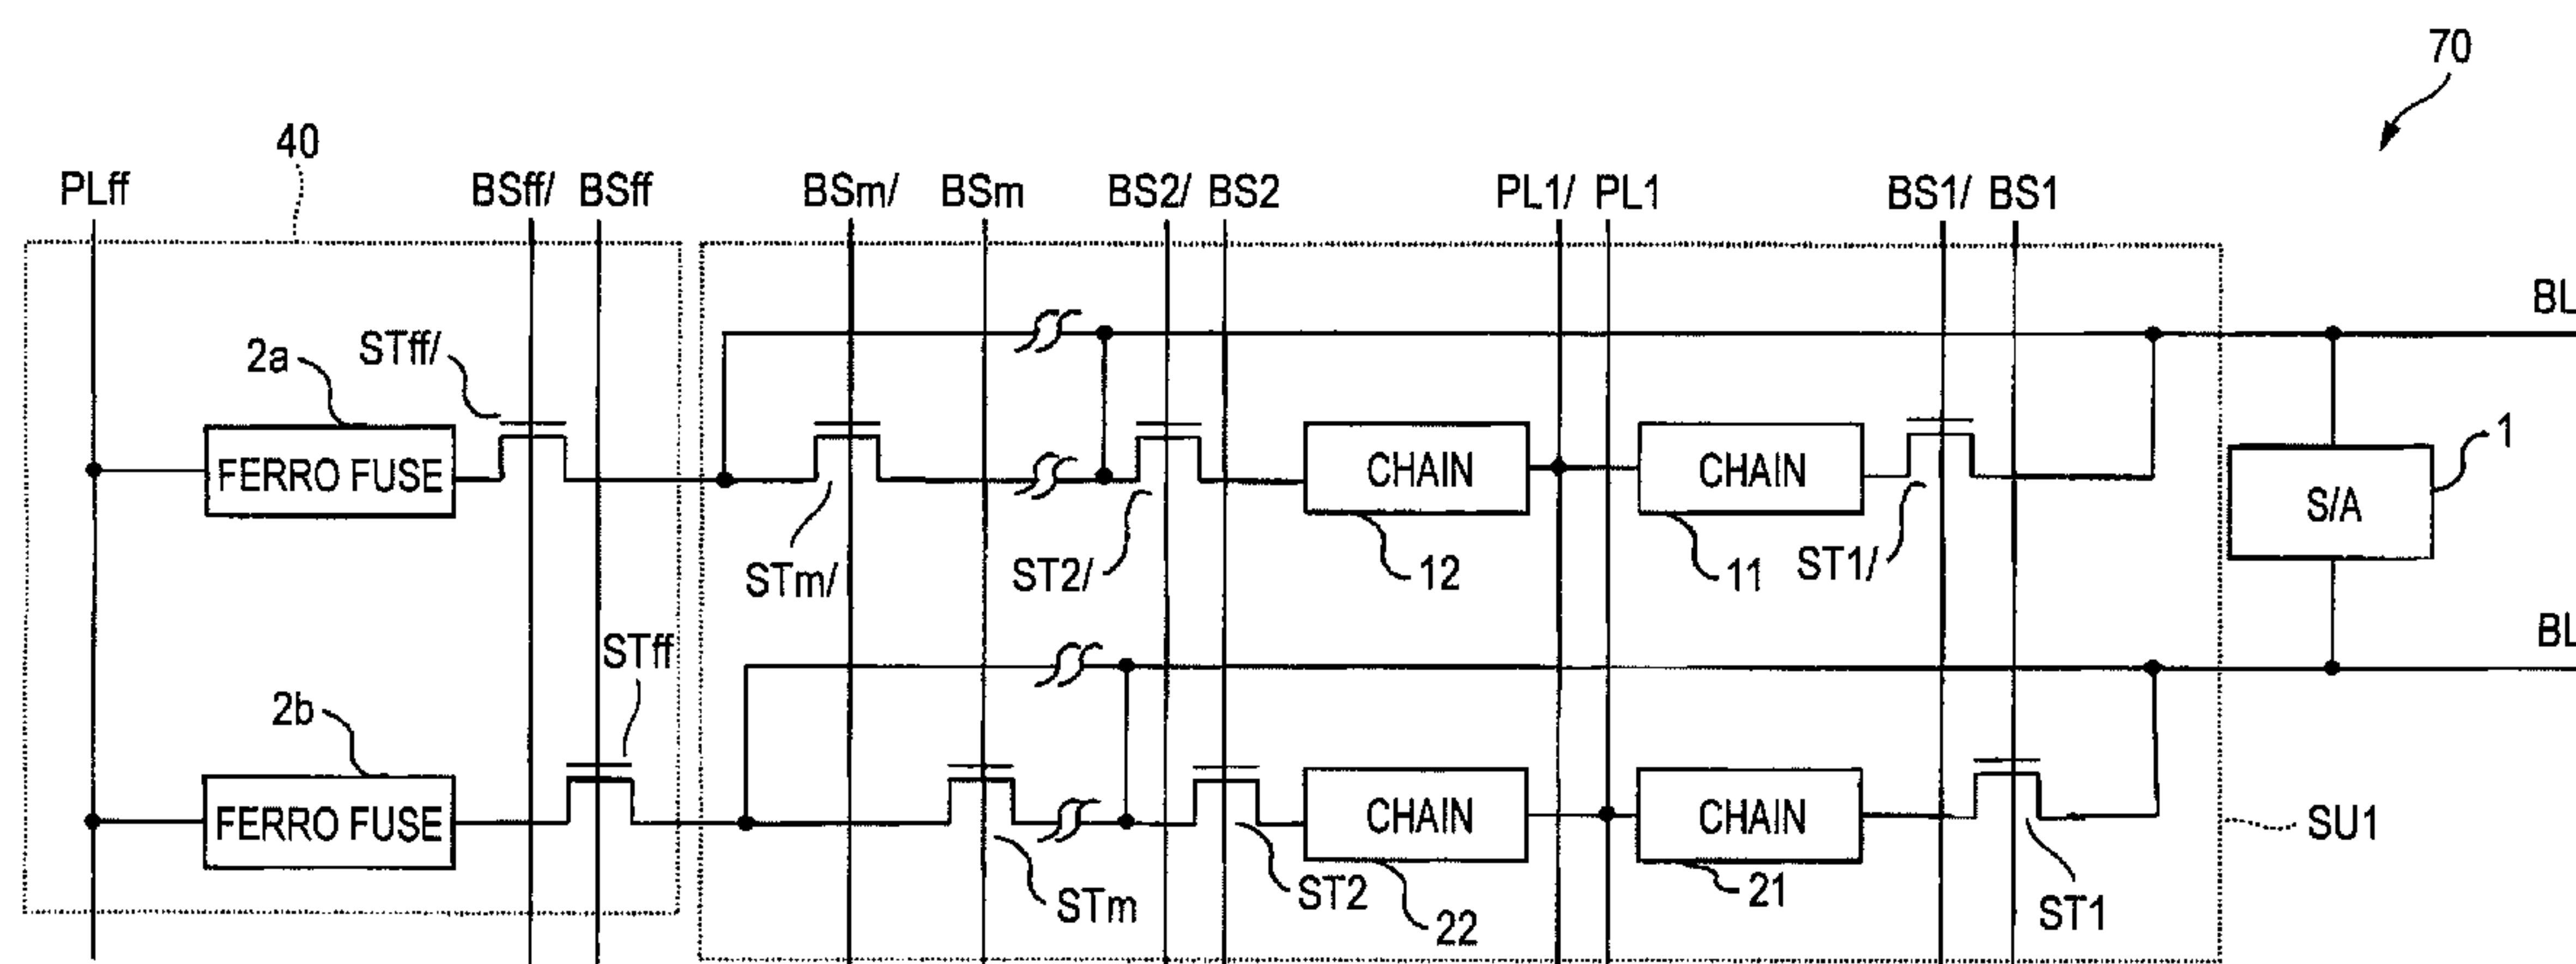 70
40
PLff BSff/ BSff BSm/ BSm BS2/ BS2 PL1/ PL1 BS1/ BS1
BL
2a STff/
FERRO FUSE CHAIN CHAIN S/A 1
STm/ ST2/ 12 11 ST1/
STff
BL
2b
FERRO FUSE CHAIN CHAIN SU1
STm ST2 22 21 ST1